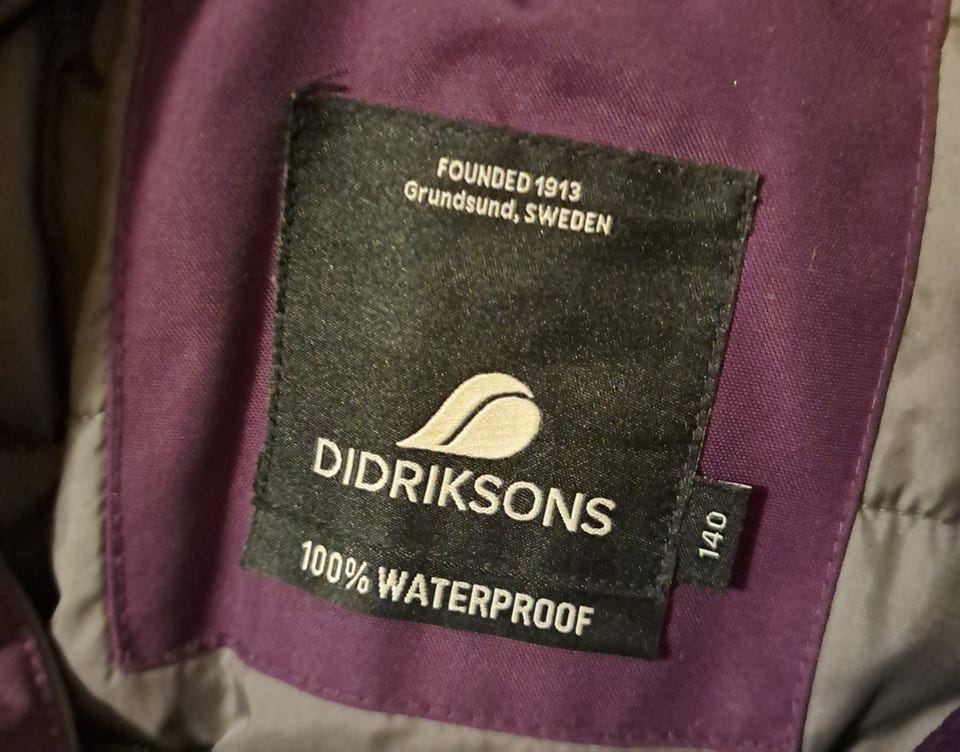 FOUNDED 1913
Grundsund, SWEDEN
DIDRIKSONS
100% WATERPROOF
140